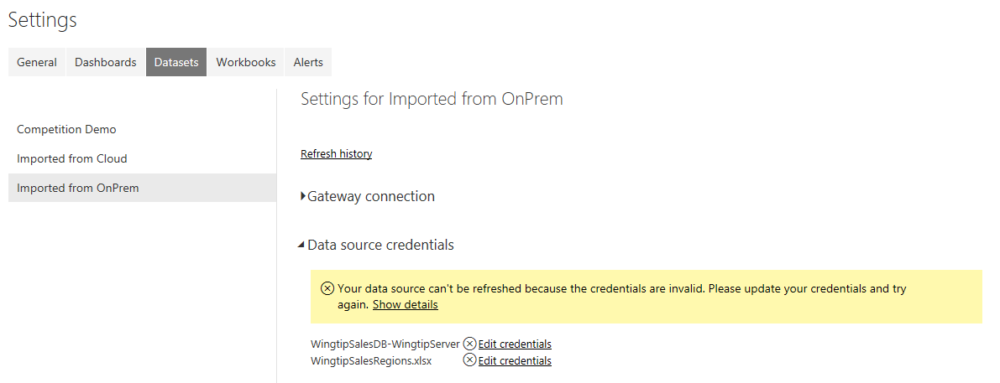 Settings
General Dashboards Datasets Workbooks Alerts
Settings for Imported from OnPrem
Competition Demo
Imported from Cloud
Imported from OnPrem
Refresh history
Gateway connection
Data source credentials
Your data source can't be refreshed because the credentials are invalid. Please update your credentials and try
again. Show details
WingtipSalesDB-WingtipServer Edit credentials
WingtipSalesRegions.xlsx Edit credentials